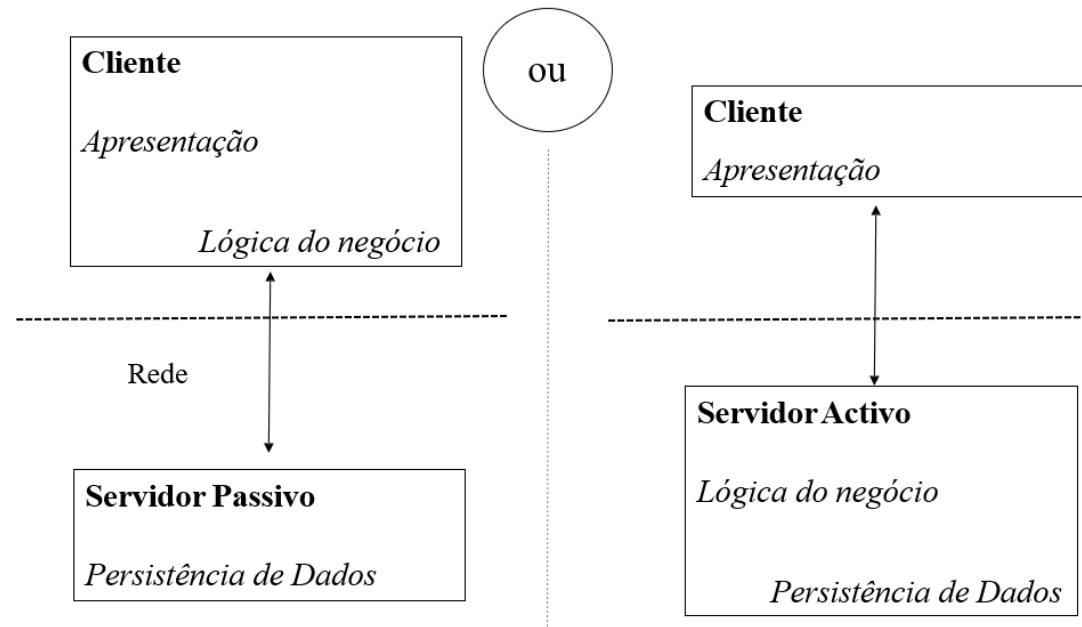 Cliente
Apresentação
Lógica do negócio
Rede
Servidor Passivo
Persistência de Dados
ou
Cliente
Apresentação
Servidor Activo
Lógica do negócio
Persistência de Dados